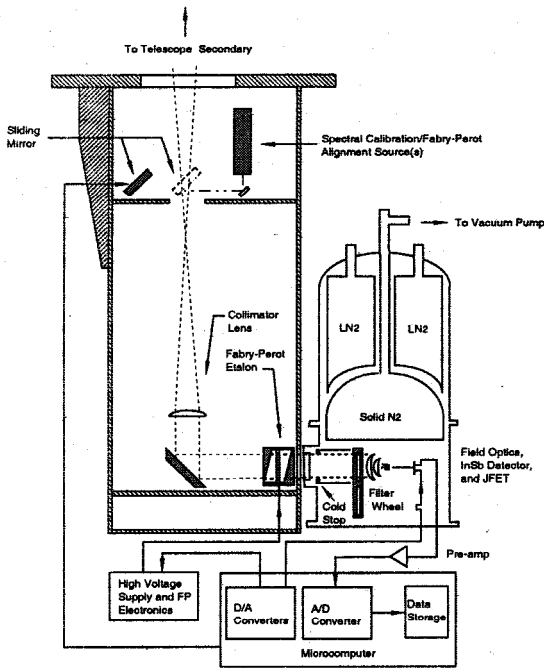 To Telescope Secondary
Sliding
Mirror
Spectral Calibration/Fabry-Perot
Alignment Source(s)
To Vacuum Pump
Collimator
Lens
LN2
LN2
Fabry-Perot
Etalon
Solid N2
Field Optics,
InSb Detector,
and JFET
Cold
Stop
Filter
Wheel
Pre-amp
High Voltage
Supply and FP
Electronics
D/A
Converters
A/D
Converter
Data
Storage
Microcomputer